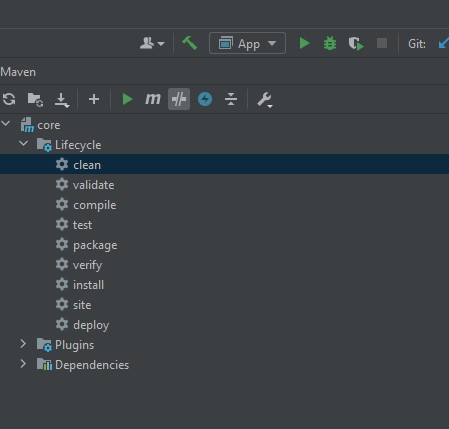 App
Git:
Maven
m
core
Lifecycle
clean
validate
compile
test
package
verify
install
site
deploy
Plugins
Dependencies